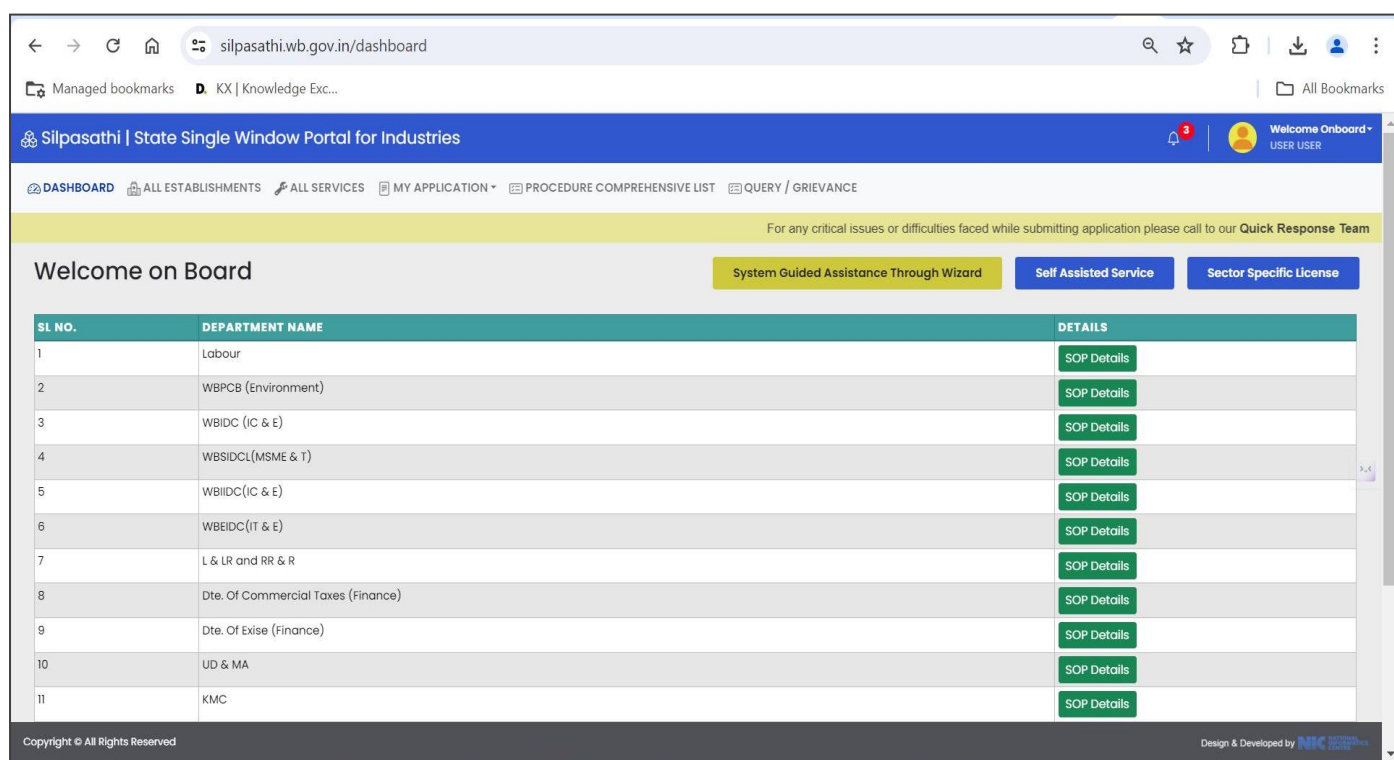 silpasathi.wb.gov.in/dashboard
Managed bookmarks D. KX | Knowledge Exc... All Bookmarks
Silpasathi | State Single Window Portal for Industries 3 Welcome Onboard
USER USER
DASHBOARD ALL ESTABLISHMENTS ALL SERVICES MY APPLICATION PROCEDURE COMPREHENSIVE LIST QUERY / GRIEVANCE
For any critical issues or difficulties faced while submitting application please call to our Quick Response Team
Welcome on Board System Guided Assistance Through Wizard Self Assisted Service Sector Specific License
SL NO. DEPARTMENT NAME DETAILS
1 Labour SOP Details
2 WBPCB (Environment) SOP Details
3 WBIDC (IC & E) SOP Details
4 WBSIDCL(MSME & T) SOP Details
5 WBIIDC(IC & E) SOP Details
6 WBEIDC(IT & E) SOP Details
7 L & LR and RR & R SOP Details
8 Dte. Of Commercial Taxes (Finance) SOP Details
9 Dte. Of Exise (Finance) SOP Details
10 UD & MA SOP Details
11 KMC SOP Details
Copyright © All Rights Reserved Design & Developed by NIC NATIONAL INFORMATICS CENTRE